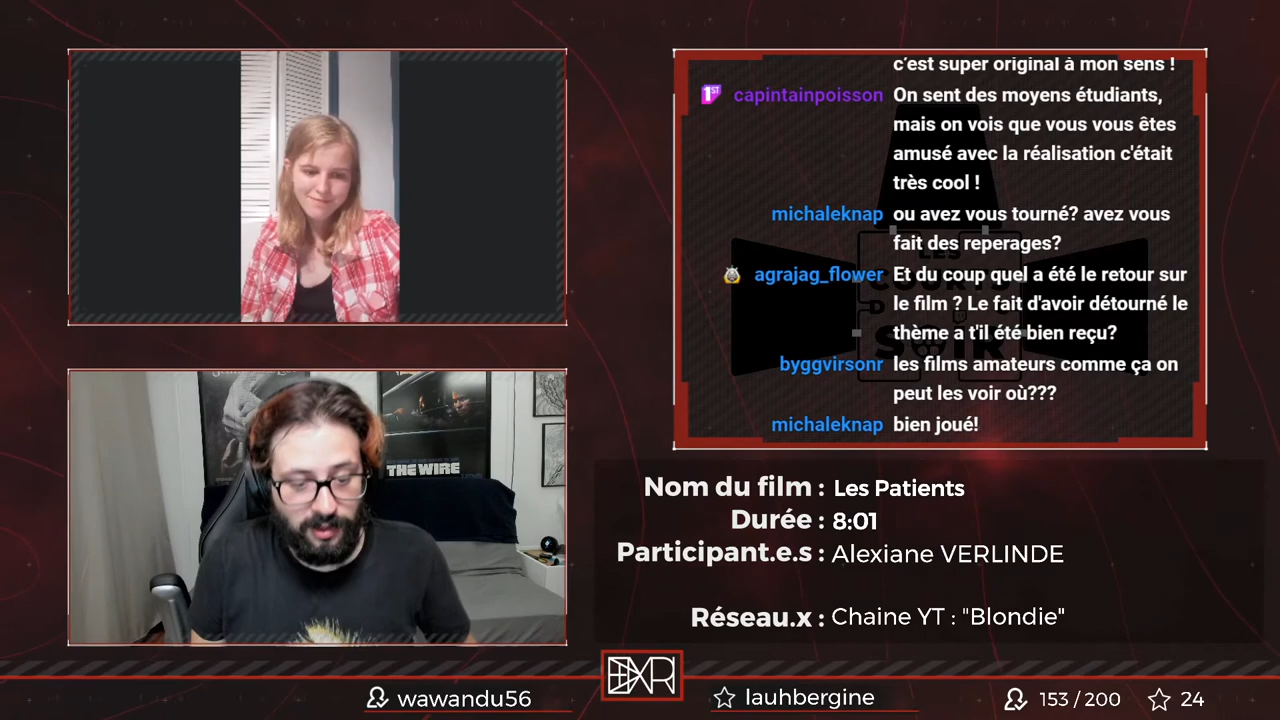 c'est super original à mon sens !
capintainpoisson On sent des moyens étudiants,
mais on vois que vous vous êtes
amusé avec la réalisation c'était
très cool !
michaleknap ou avez vous tourné? avez vous
fait des reperages?
agrajag_flower Et du coup quel a été le retour sur
le film ? Le fait d'avoir détourné le
thème a t'il été bien reçu?
byggvirsonr les films amateurs comme ça on
peut les voir où???
michaleknap bien joué!
THE WIRE
Nom du film : Les Patients
Durée : 8:01
Participant.e.s : Alexiane VERLINDE
Réseau.x : Chaine YT : "Blondie"
wawandu56
lauhbergine
153 / 200
24